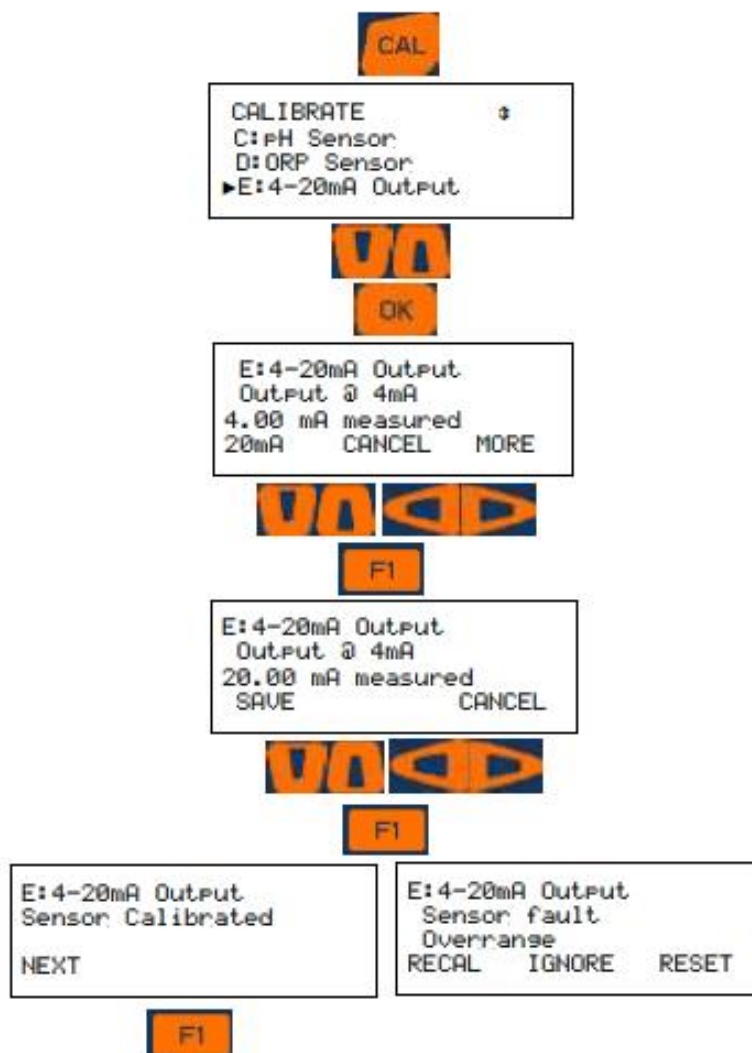 CAL
CALIBRATE ⇕
C:pH Sensor
D:ORP Sensor
►E:4-20mA Output
OK
E:4-20mA Output
Output @ 4mA
4.00 mA measured
20mA CANCEL MORE
F1
E:4-20mA Output
Output @ 4mA
20.00 mA measured
SAVE CANCEL
F1
E:4-20mA Output
Sensor Calibrated
NEXT
E:4-20mA Output
Sensor fault
Overrange
RECAL IGNORE RESET
F1